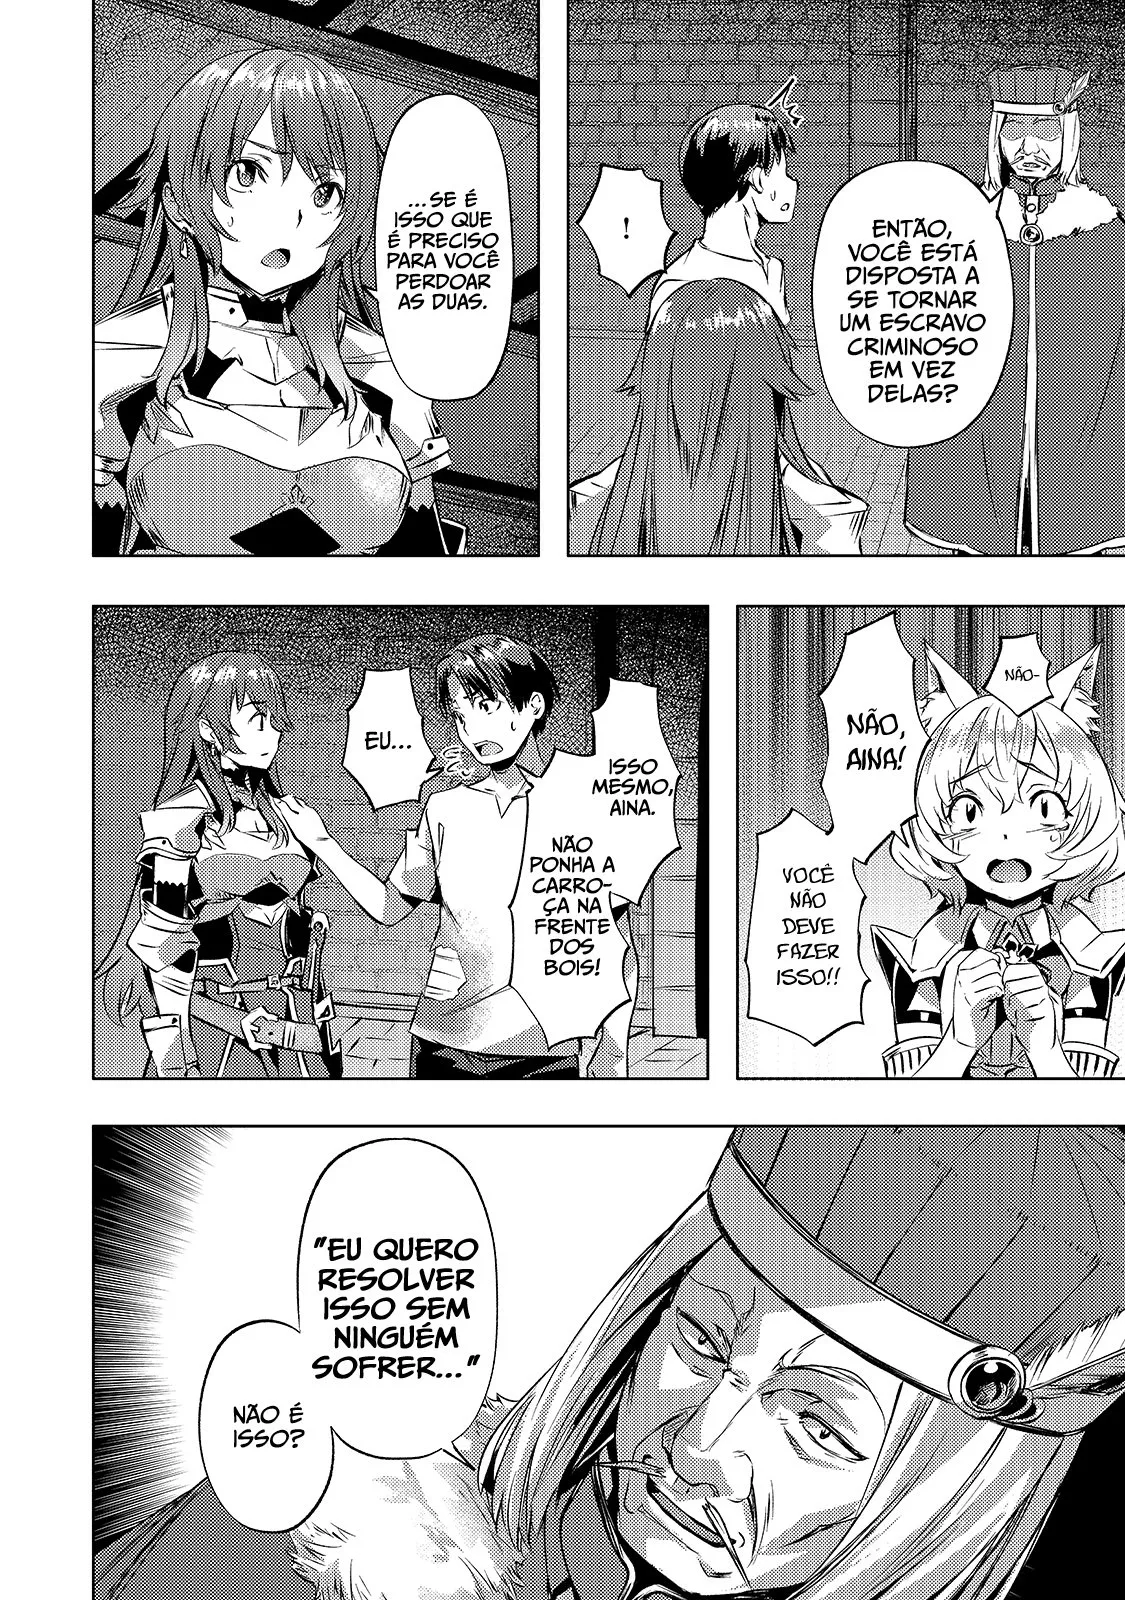 ENTÃO,
VOCÊ ESTÁ
DISPOSTA A
SE TORNAR
UM ESCRAVO
CRIMINOSO
EM VEZ
DELAS?
!
...SE É
ISSO QUE
É PRECISO
PARA VOCÊ
PERDOAR
AS DUAS.
NÃO-
NÃO,
AINA!
VOCÊ
NÃO
DEVE
FAZER
ISSO!!
ISSO
MESMO,
AINA.
NÃO
PONHA A
CARRO-
ÇA NA
FRENTE
DOS
BOIS!
EU...
"EU QUERO
RESOLVER
ISSO SEM
NINGUÉM
SOFRER..."
NÃO É
ISSO?